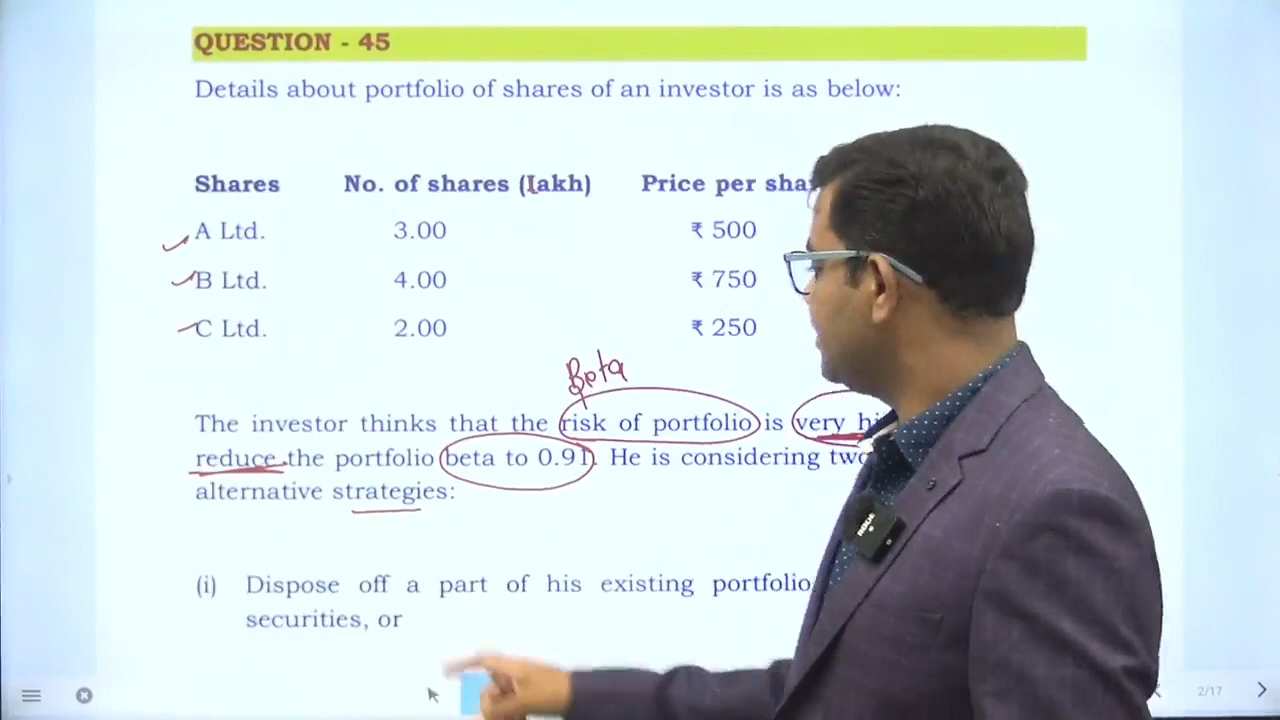 QUESTION - 45
Details about portfolio of shares of an investor is as below:
Shares No. of shares (Lakh) Price per
A Ltd. 3.00 ₹ 500
B Ltd. 4.00 ₹ 750
C Ltd. 2.00 ₹ 250
Beta
The investor thinks that the risk of portfolio is very
reduce the portfolio beta to 0.91. He is considering
alternative strategies:
(i) Dispose off a part of his existing portfolio
securities, or
RODE
2/17